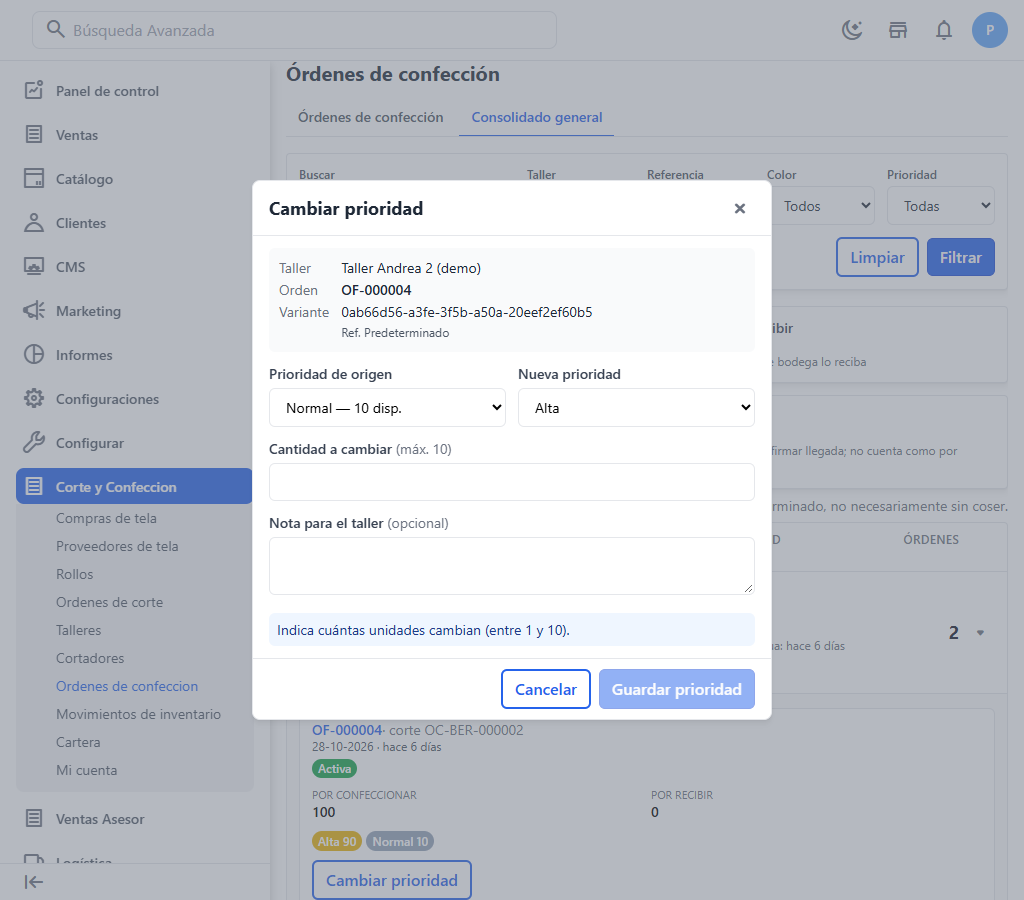 Búsqueda Avanzada
P
Panel de control
Ventas
Catálogo
Clientes
CMS
Marketing
Informes
Configuraciones
Configurar
Corte y Confeccion
Compras de tela
Proveedores de tela
Rollos
Ordenes de corte
Talleres
Cortadores
Ordenes de confeccion
Movimientos de inventario
Cartera
Mi cuenta
Ventas Asesor
Logística
Órdenes de confección
Órdenes de confección
Consolidado general
Buscar
Taller
Referencia
Color
Prioridad
Todos
Todas
Limpiar
Filtrar
bodega lo reciba
llegada; no cuenta como por
no necesariamente sin coser.
ÓRDENES
hace 6 días
2
Cambiar prioridad
Taller Taller Andrea 2 (demo)
Orden OF-000004
Variante 0ab66d56-a3fe-3f5b-a50a-20eef2ef60b5
Ref. Predeterminado
Prioridad de origen
Nueva prioridad
Normal — 10 disp.
Alta
Cantidad a cambiar (máx. 10)
Nota para el taller (opcional)
Indica cuántas unidades cambian (entre 1 y 10).
Cancelar
Guardar prioridad
OF-000004· corte OC-BER-000002
28-10-2026 · hace 6 días
Activa
POR CONFECCIONAR
100
POR RECIBIR
0
Alta 90
Normal 10
Cambiar prioridad